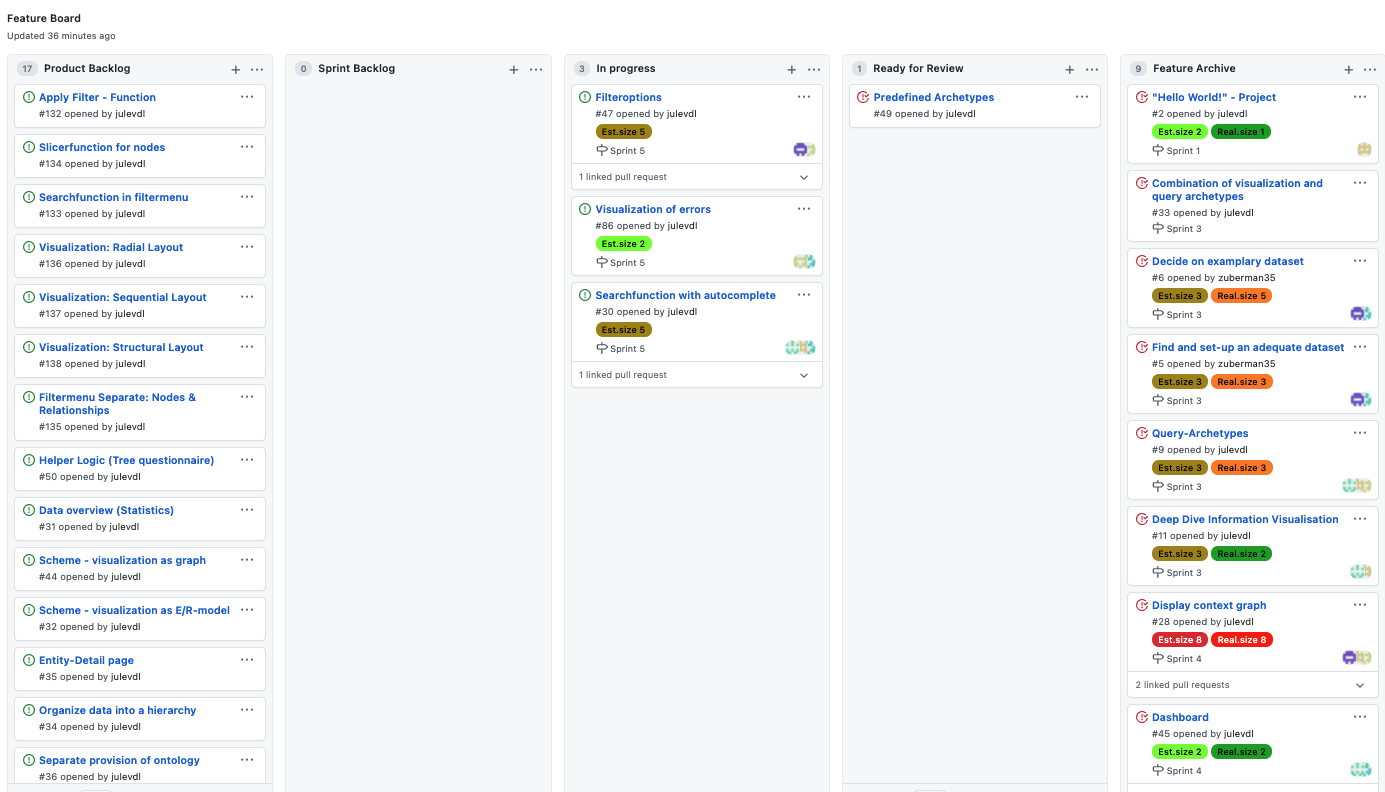 Feature Board
Updated 36 minutes ago
17 Product Backlog
Apply Filter - Function
#132 opened by julevdl
Slicerfunction for nodes
#134 opened by julevdl
Searchfunction in filtermenu
#133 opened by julevdl
Visualization: Radial Layout
#136 opened by julevdl
Visualization: Sequential Layout
#137 opened by julevdl
Visualization: Structural Layout
#138 opened by julevdl
Filtermenu Separate: Nodes &
Relationships
#135 opened by julevdl
Helper Logic (Tree questionnaire)
#50 opened by julevdl
Data overview (Statistics)
#31 opened by julevdl
Scheme - visualization as graph
#44 opened by julevdl
Scheme - visualization as E/R-model
#32 opened by julevdl
Entity-Detail page
#35 opened by julevdl
Organize data into a hierarchy
#34 opened by julevdl
Separate provision of ontology
#36 opened by julevdl
0 Sprint Backlog
3 In progress
Filteroptions
#47 opened by julevdl
Est.size 5
Sprint 5
1 linked pull request
Visualization of errors
#86 opened by julevdl
Est.size 2
Sprint 5
Searchfunction with autocomplete
#30 opened by julevdl
Est.size 5
Sprint 5
1 linked pull request
1 Ready for Review
Predefined Archetypes
#49 opened by julevdl
9 Feature Archive
"Hello World!" - Project
#2 opened by julevdl
Est.size 2 Real.size 1
Sprint 1
Combination of visualization and
query archetypes
#33 opened by julevdl
Sprint 3
Decide on examplary dataset
#6 opened by zuberman35
Est.size 3 Real.size 5
Sprint 3
Find and set-up an adequate dataset
#5 opened by zuberman35
Est.size 3 Real.size 3
Sprint 3
Query-Archetypes
#9 opened by julevdl
Est.size 3 Real.size 3
Sprint 3
Deep Dive Information Visualisation
#11 opened by julevdl
Est.size 3 Real.size 2
Sprint 3
Display context graph
#28 opened by julevdl
Est.size 8 Real.size 8
Sprint 4
2 linked pull requests
Dashboard
#45 opened by julevdl
Est.size 2 Real.size 2
Sprint 4